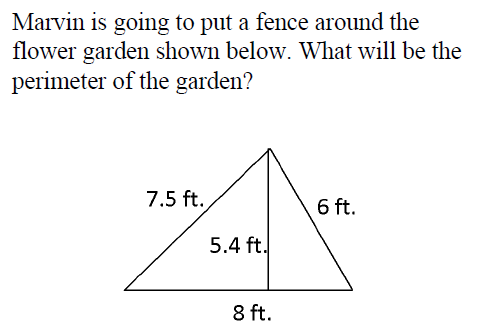 Marvin is going to put a fence around the
flower garden shown below. What will be the
perimeter of the garden?
7.5 ft.
6 ft.
5.4 ft.
8 ft.